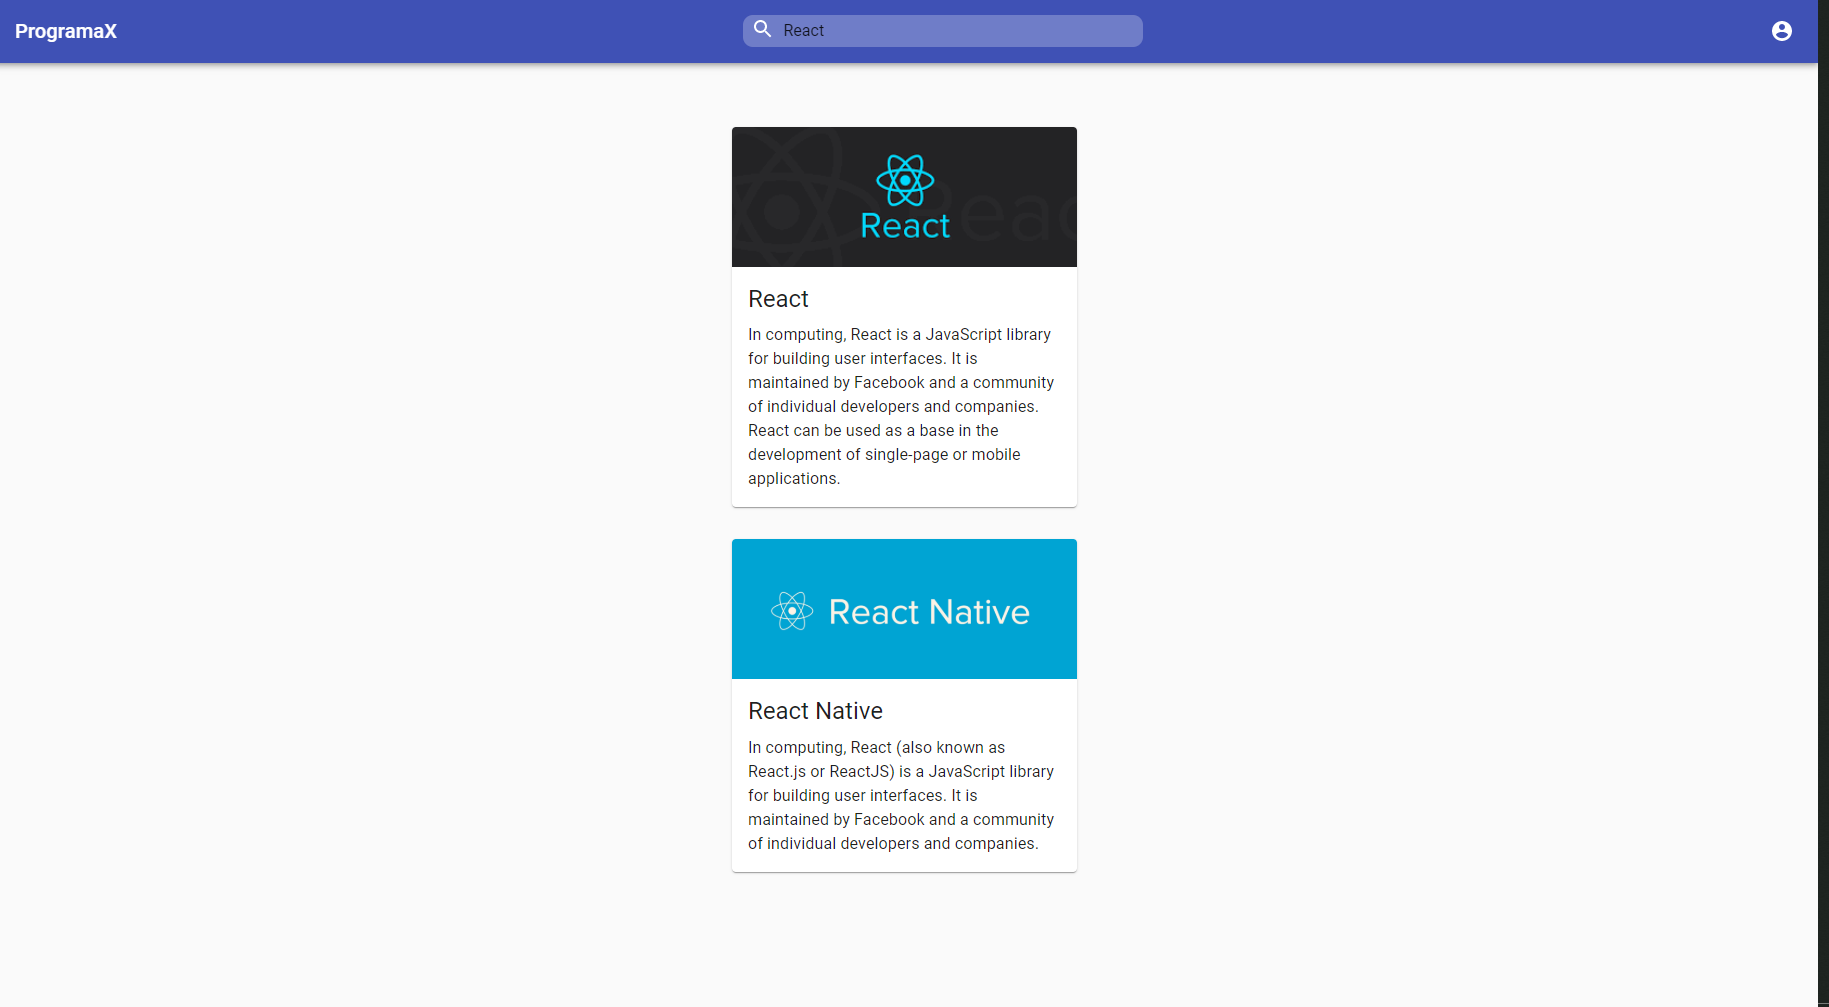 ProgramaX
React
React
React
In computing, React is a JavaScript library
for building user interfaces. It is
maintained by Facebook and a community
of individual developers and companies.
React can be used as a base in the
development of single-page or mobile
applications.
React Native
React Native
In computing, React (also known as
React.js or ReactJS) is a JavaScript library
for building user interfaces. It is
maintained by Facebook and a community
of individual developers and companies.